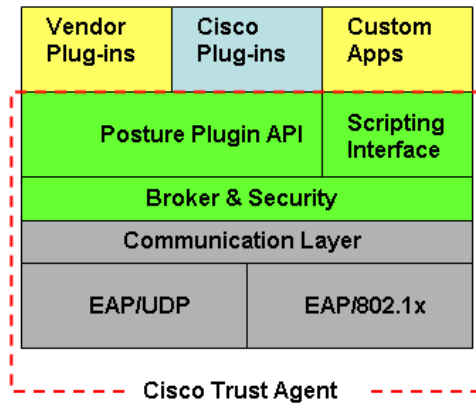 Vendor
Plug-ins
Cisco
Plug-ins
Custom
Apps
Posture Plugin API
Scripting
Interface
Broker & Security
Communication Layer
EAP/UDP
EAP/802.1x
Cisco Trust Agent